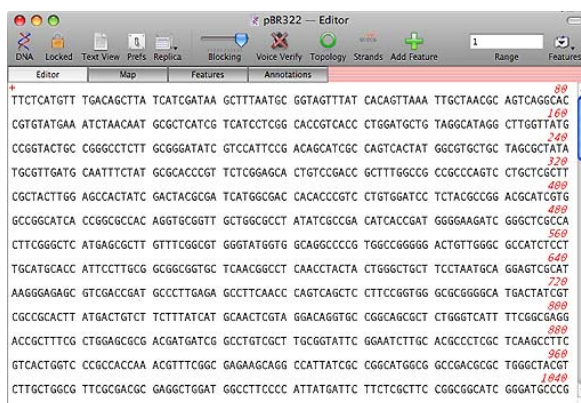 pBR322 — Editor
DNA Locked Text View Prefs Replica Blocking Voice Verify Topology Strands Add Feature 1 Range Features
Editor Map Features Annotations
+ 80
TTCTCATGTT TGACAGCTTA TCATCGATAA GCTTTAATGC GGTAGTTTAT CACAGTTAAA TTGCTAACGC AGTCAGGCAC
160
CGTGTATGAA ATCTAACAAT GCGCTCATCG TCATCCTCGG CACCGTCACC CTGGATGCTG TAGGCATAGG CTTGGTTATG
240
CCGGTACTGC CGGGCCTCTT GCGGGATATC GTCCATTCCG ACAGCATCGC CAGTCACTAT GGCGTGCTGC TAGCGCTATA
320
TGCGTTGATG CAATTTCTAT GCGCACCCGT TCTCGGAGCA CTGTCCGACC GCTTTGGCCG CCGCCCAGTC CTGCTCGCTT
400
CGCTACTTGG AGCCACTATC GACTACGCGA TCATGGCGAC CACACCCGTC CTGTGGATCC TCTACGCCGG ACGCATCGTG
480
GCCGGCATCA CCGGCGCCAC AGGTGCGGTT GCTGGCGCCT ATATCGCCGA CATCACCGAT GGGGAAGATC GGGCTCGCCA
560
CTTCGGGCTC ATGAGCGCTT GTTTCGGCGT GGGTATGGTG GCAGGCCCCG TGGCCGGGGG ACTGTTGGGC GCCATCTCCT
640
TGCATGCACC ATTCCTTGCG GCGGCGGTGC TCAACGGCCT CAACCTACTA CTGGGCTGCT TCCTAATGCA GGAGTCGCAT
720
AAGGGAGAGC GTCGACCGAT GCCCTTGAGA GCCTTCAACC CAGTCAGCTC CTTCCGGTGG GCGCGGGGCA TGACTATCGT
800
CGCCGCACTT ATGACTGTCT TCTTTATCAT GCAACTCGTA GGACAGGTGC CGGCAGCGCT CTGGGTCATT TTCGGCGAGG
880
ACCGCTTTCG CTGGAGCGCG ACGATGATCG GCCTGTCGCT TGCGGTATTC GGAATCTTGC ACGCCCTCGC TCAAGCCTTC
960
GTCACTGGTC CCGCCACCAA ACGTTTCGGC GAGAAGCAGG CCATTATCGC CGGCATGGCG GCCGACGCGC TGGGCTACGT
1040
CTTGCTGGCG TTCGCGACGC GAGGCTGGAT GGCCTTCCCC ATTATGATTC TTCTCGCTTC CGGCGGCATC GGGATGCCCG